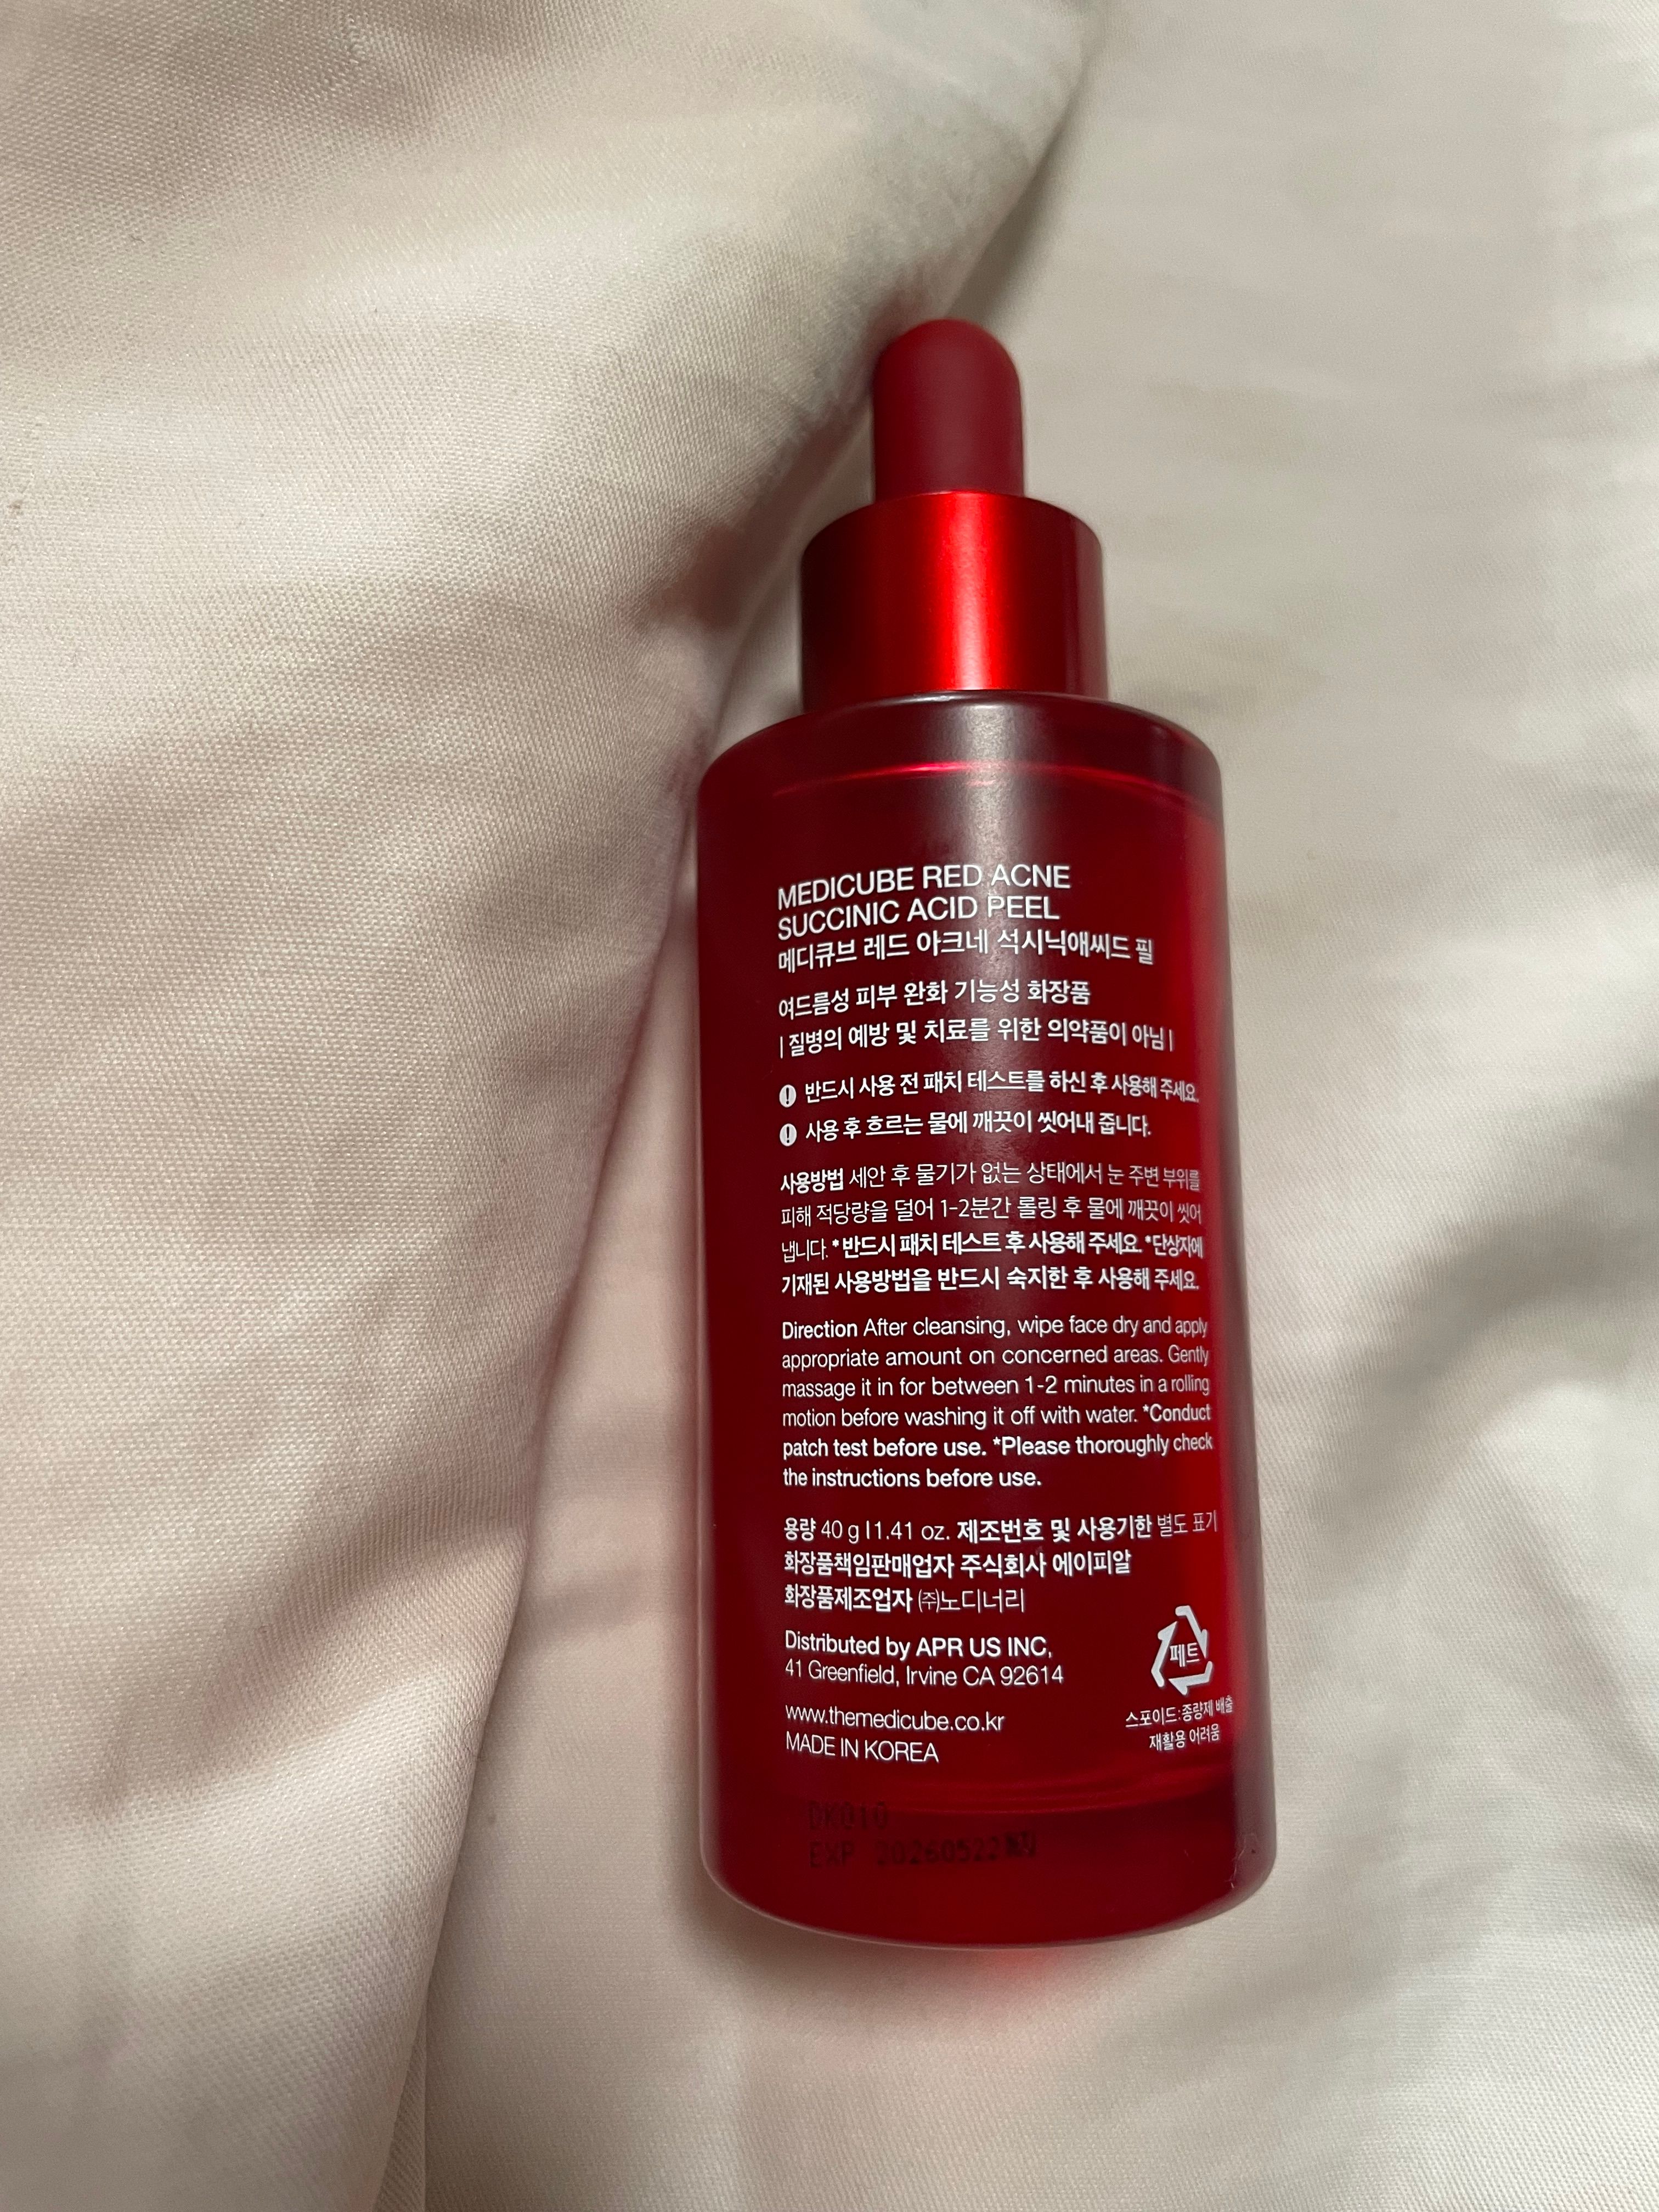 MEDICUBE RED ACNE
SUCCINIC ACID PEEL
메디큐브 레드 아크네 석시닉애씨드 필
여드름성 피부 완화 기능성 화장품
| 질병의 예방 및 치료를 위한 의약품이 아님 |
! 반드시 사용 전 패치 테스트를 하신 후 사용해 주세요.
! 사용 후 흐르는 물에 깨끗이 씻어내 줍니다.
사용방법 세안 후 물기가 없는 상태에서 눈 주변 부위를
피해 적당량을 덜어 1-2분간 롤링 후 물에 깨끗이 씻어
냅니다. *반드시 패치 테스트 후 사용해 주세요. *단상자에
기재된 사용방법을 반드시 숙지한 후 사용해 주세요.
Direction After cleansing, wipe face dry and apply
appropriate amount on concerned areas. Gently
massage it in for between 1-2 minutes in a rolling
motion before washing it off with water. *Conduct
patch test before use. *Please thoroughly check
the instructions before use.
용량 40 g l 1.41 oz. 제조번호 및 사용기한 별도 표기
화장품책임판매업자 주식회사 에이피알
화장품제조업자 ㈜노디너리
Distributed by APR US INC,
41 Greenfield, Irvine CA 92614
www.themedicube.co.kr
MADE IN KOREA
페트
스포이드:종량제 배출
재활용 어려움
DK010
EXP 20260522